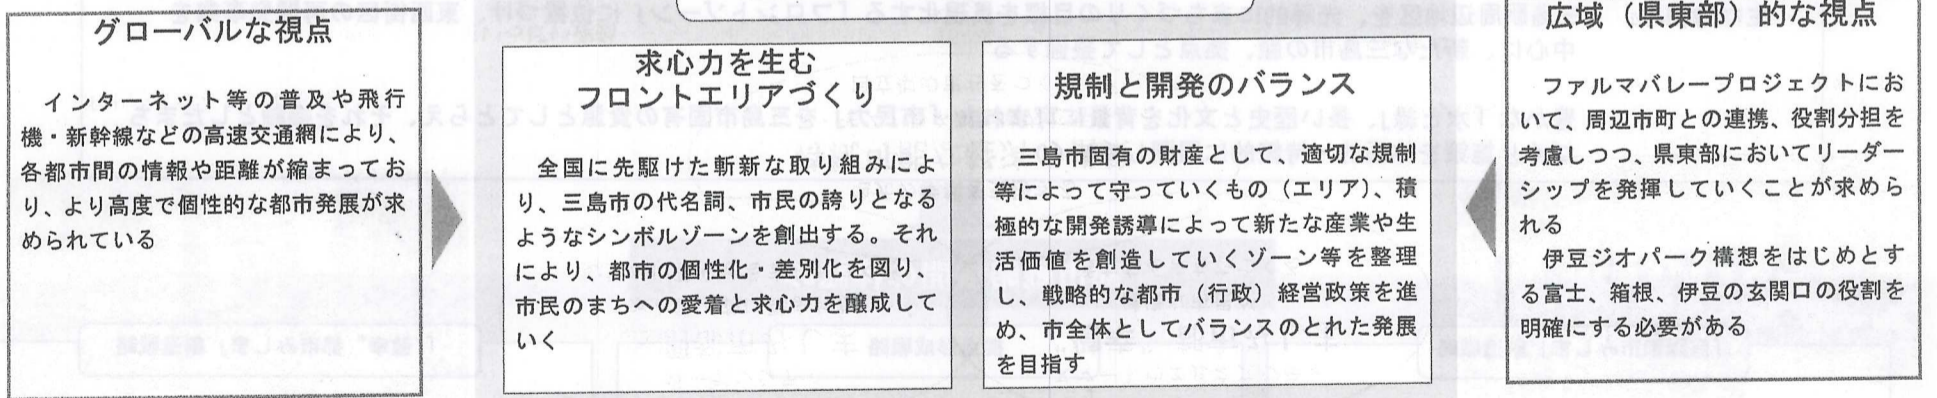 グローバルな視点
インターネット等の普及や飛行
機・新幹線などの高速交通網により、
各都市間の情報や距離が縮まってお
り、より高度で個性的な都市発展が求
められている
求心力を生む
フロントエリアづくり
全国に先駆けた斬新な取り組みによ
り、三島市の代名詞、市民の誇りとなる
ようなシンボルゾーンを創出する。それ
により、都市の個性化・差別化を図り、
市民のまちへの愛着と求心力を醸成して
いく
規制と開発のバランス
三島市固有の財産として、適切な規制
等によって守っていくもの（エリア）、積
極的な開発誘導によって新たな産業や生
活価値を創造していくゾーン等を整理
し、戦略的な都市（行政）経営政策を進
め、市全体としてバランスのとれた発展
を目指す
広域（県東部）的な視点
ファルマバレープロジェクトにお
いて、周辺市町との連携、役割分担を
考慮しつつ、県東部においてリーダー
シップを発揮していくことが求めら
れる
伊豆ジオパーク構想をはじめとす
る富士、箱根、伊豆の玄関口の役割を
明確にする必要がある